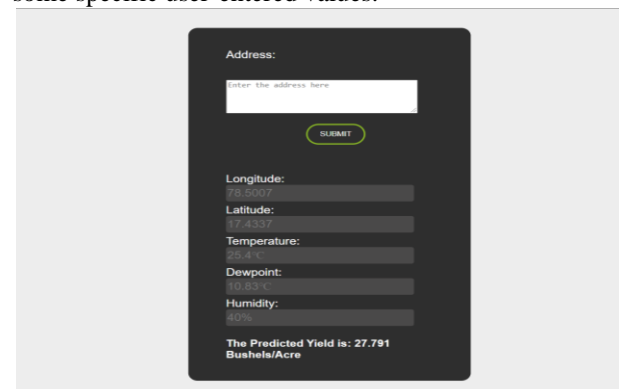 some specific user-entered values.
Address:
Enter the address here
SUBMIT
Longitude:
78.5007
Latitude:
17.4337
Temperature:
25.4°C
Dewpoint:
10.83°C
Humidity:
40%
The Predicted Yield is: 27.791
Bushels/Acre